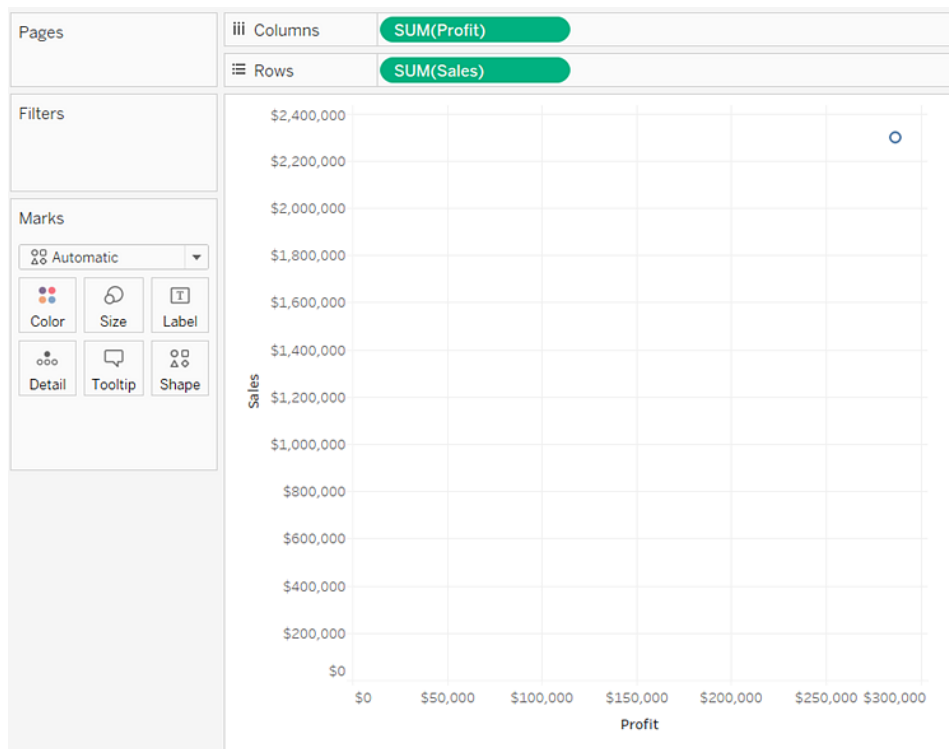 Pages
Columns
SUM(Profit)
Rows
SUM(Sales)
Filters
Marks
Automatic
Color
Size
T
Label
Detail
Tooltip
Shape
Sales
$2,400,000
$2,200,000
$2,000,000
$1,800,000
$1,600,000
$1,400,000
$1,200,000
$1,000,000
$800,000
$600,000
$400,000
$200,000
$0
$0 $50,000 $100,000 $150,000 $200,000 $250,000 $300,000
Profit